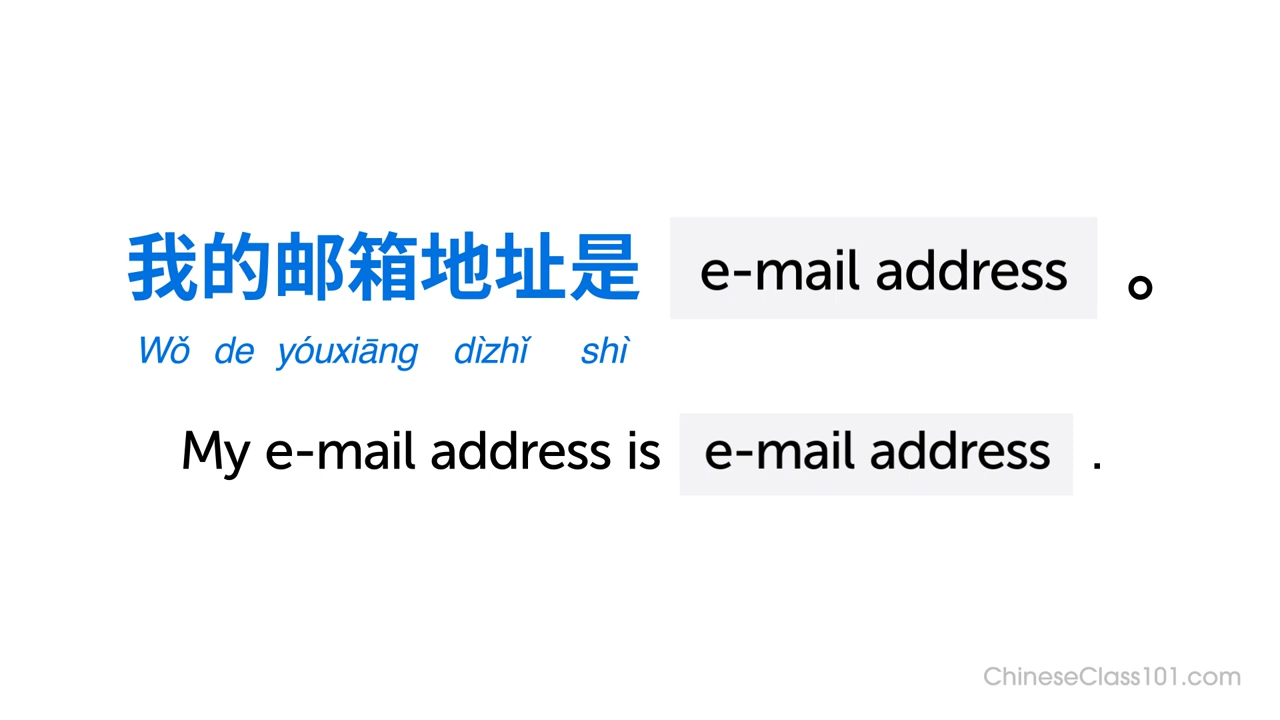 我的邮箱地址是 e-mail address 。
Wǒ de yóuxiāng dìzhǐ shì
My e-mail address is e-mail address .
ChineseClass101.com